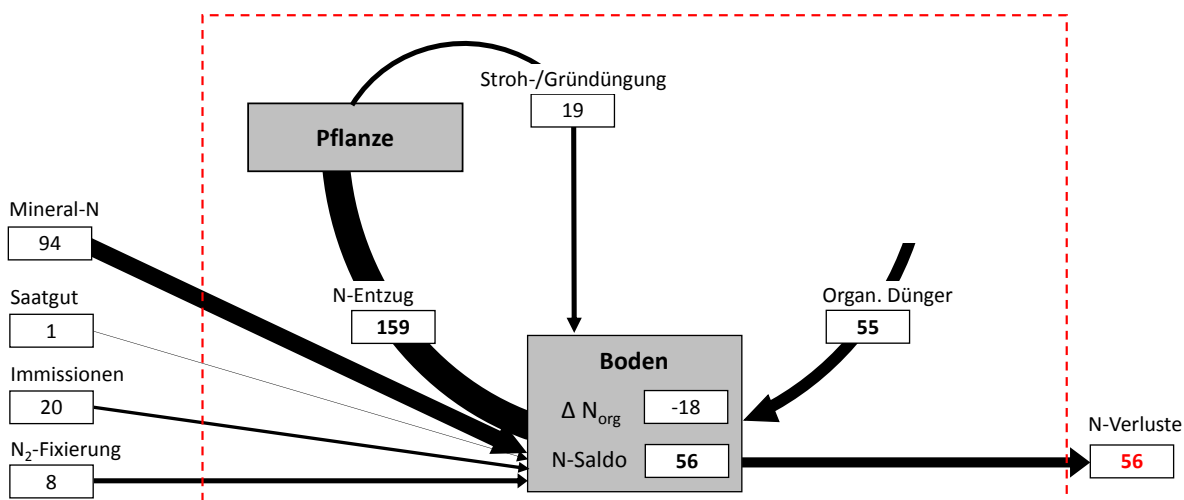 Stroh-/Gründüngung
19
Pflanze
Mineral-N
94
Saatgut
1
Immissionen
20
N₂-Fixierung
8
N-Entzug
159
Organ. Dünger
55
Boden
Δ Norg -18
N-Saldo 56
N-Verluste
56